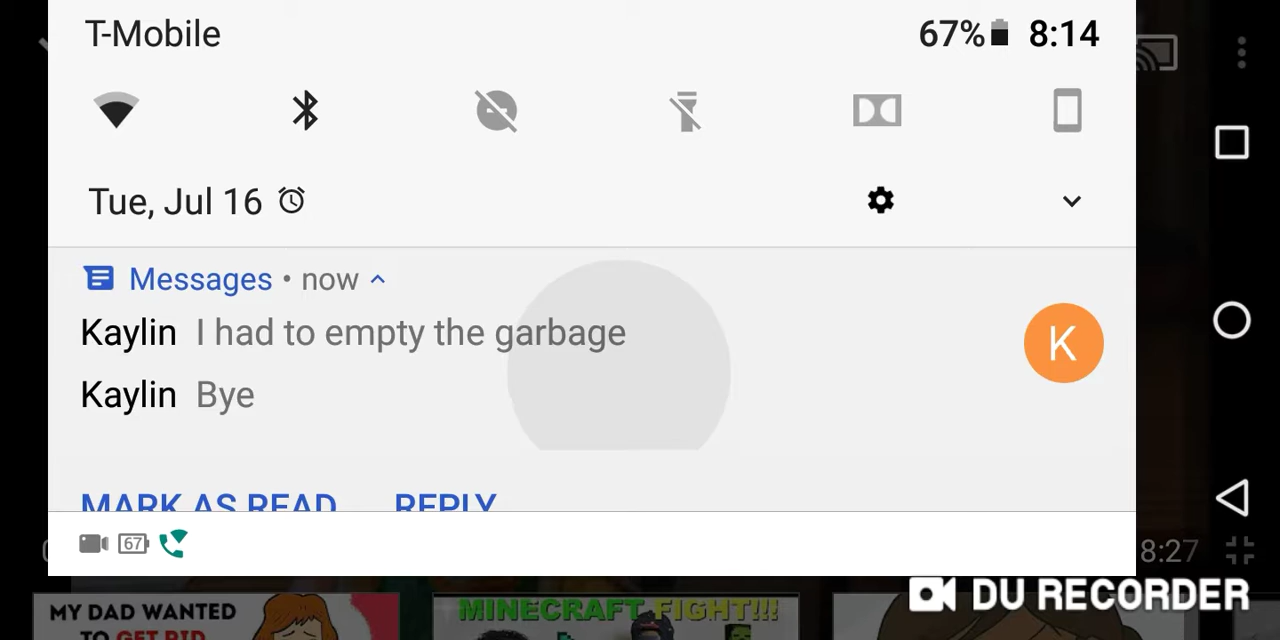 T-Mobile 67% 8:14
Tue, Jul 16
Messages • now
Kaylin I had to empty the garbage
K
Kaylin Bye
MARK AS READ REPLY
67
8:27
DU RECORDER
MY DAD WANTED
TO GET RID
MINECRAFT FIGHT!!!